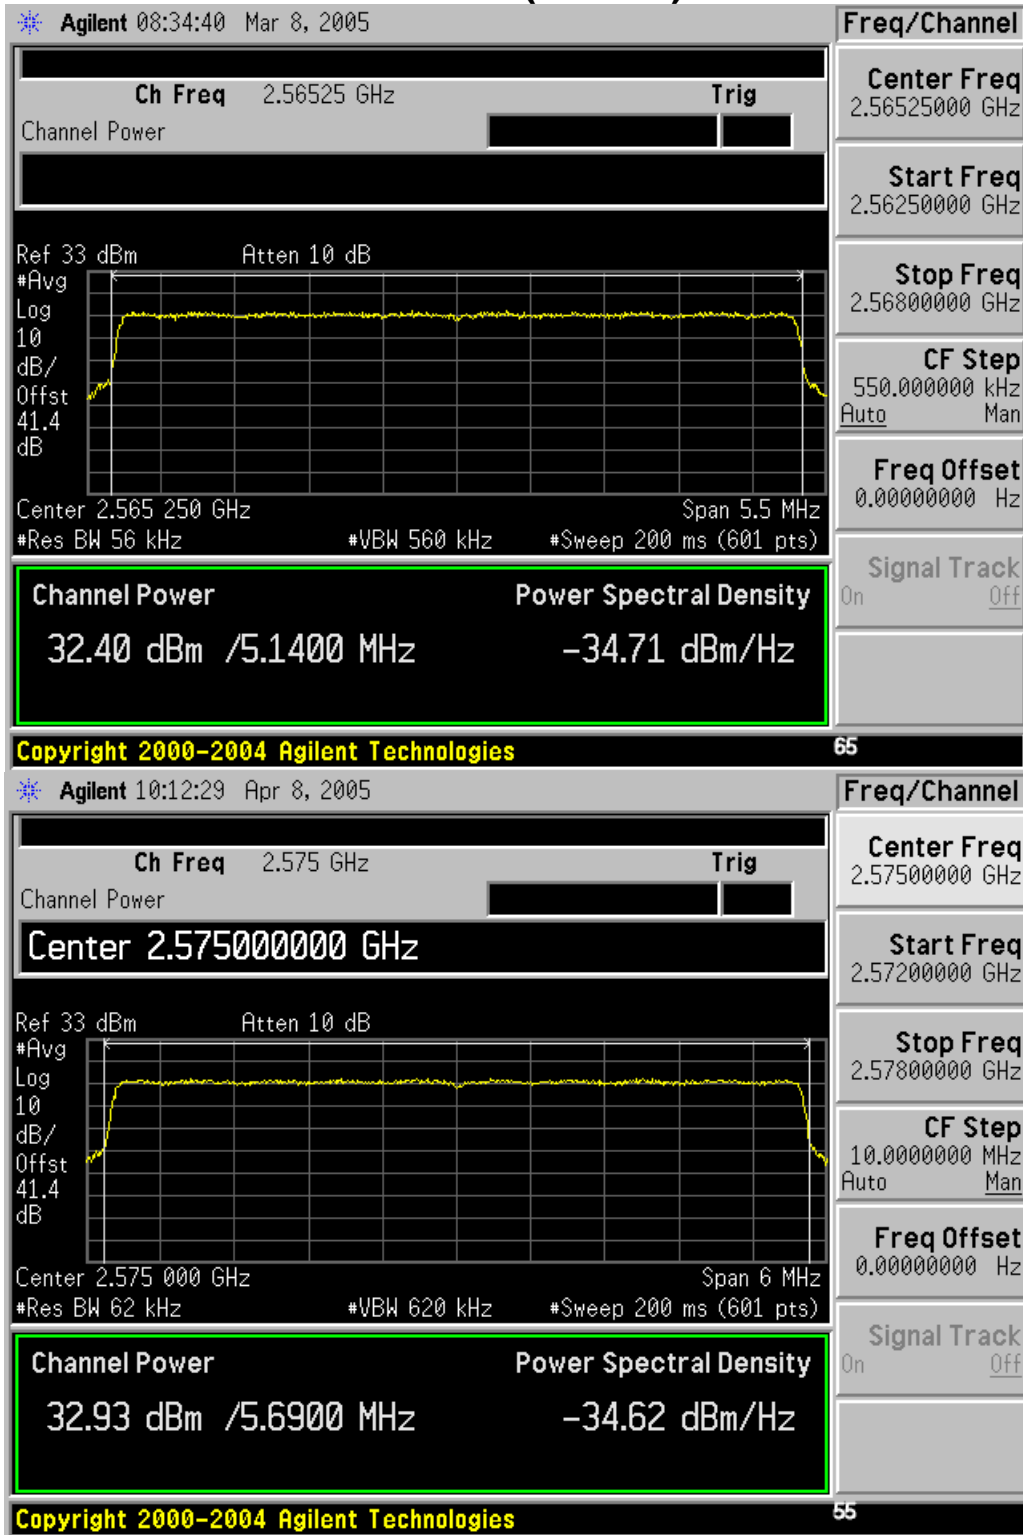 Agilent 08:34:40 Mar 8, 2005 Freq/Channel
Ch Freq 2.56525 GHz Trig
Channel Power
Center Freq
2.56525000 GHz
Start Freq
2.56250000 GHz
Stop Freq
2.56800000 GHz
CF Step
550.000000 kHz
Auto Man
Freq Offset
0.00000000 Hz
Signal Track
On Off
Ref 33 dBm Atten 10 dB
#Avg
Log
10
dB/
Offst
41.4
dB
Center 2.565 250 GHz Span 5.5 MHz
#Res BW 56 kHz #VBW 560 kHz #Sweep 200 ms (601 pts)
Channel Power Power Spectral Density
32.40 dBm /5.1400 MHz -34.71 dBm/Hz
Copyright 2000-2004 Agilent Technologies 65
Agilent 10:12:29 Apr 8, 2005 Freq/Channel
Ch Freq 2.575 GHz Trig
Channel Power
Center 2.575000000 GHz
Center Freq
2.57500000 GHz
Start Freq
2.57200000 GHz
Stop Freq
2.57800000 GHz
CF Step
10.0000000 MHz
Auto Man
Freq Offset
0.00000000 Hz
Signal Track
On Off
Ref 33 dBm Atten 10 dB
#Avg
Log
10
dB/
Offst
41.4
dB
Center 2.575 000 GHz Span 6 MHz
#Res BW 62 kHz #VBW 620 kHz #Sweep 200 ms (601 pts)
Channel Power Power Spectral Density
32.93 dBm /5.6900 MHz -34.62 dBm/Hz
Copyright 2000-2004 Agilent Technologies 55